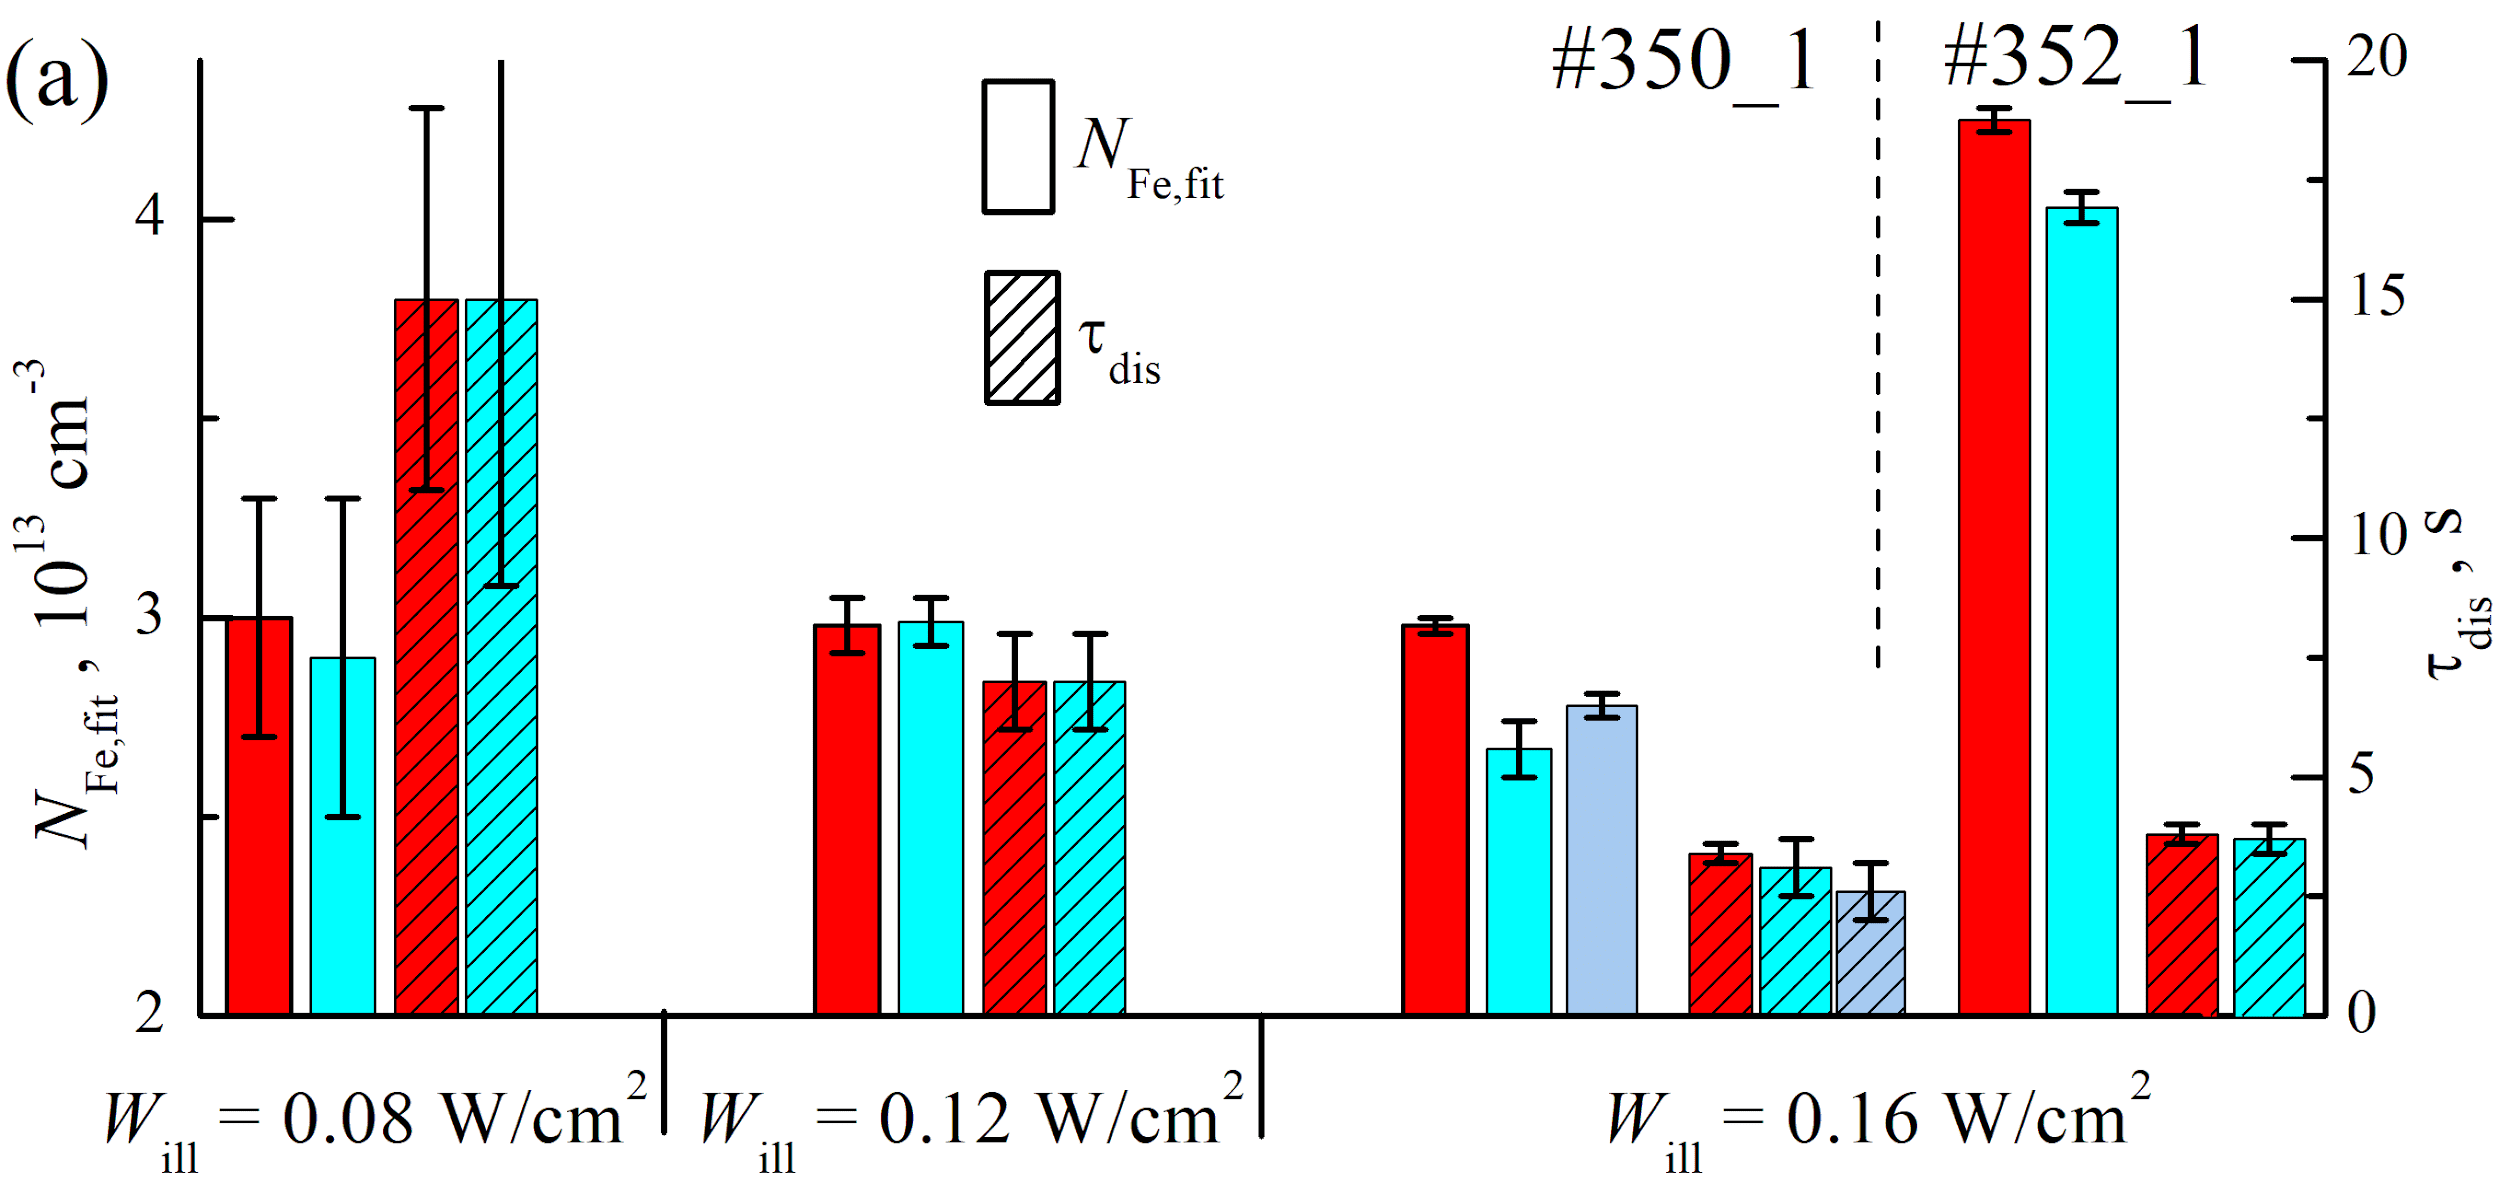 (a)
#350_1
#352_1
N_Fe,fit
τ_dis
N_Fe,fit, 10^13 cm^-3
4
3
2
20
15
10
5
0
τ_dis, s
W_ill = 0.08 W/cm^2
W_ill = 0.12 W/cm^2
W_ill = 0.16 W/cm^2